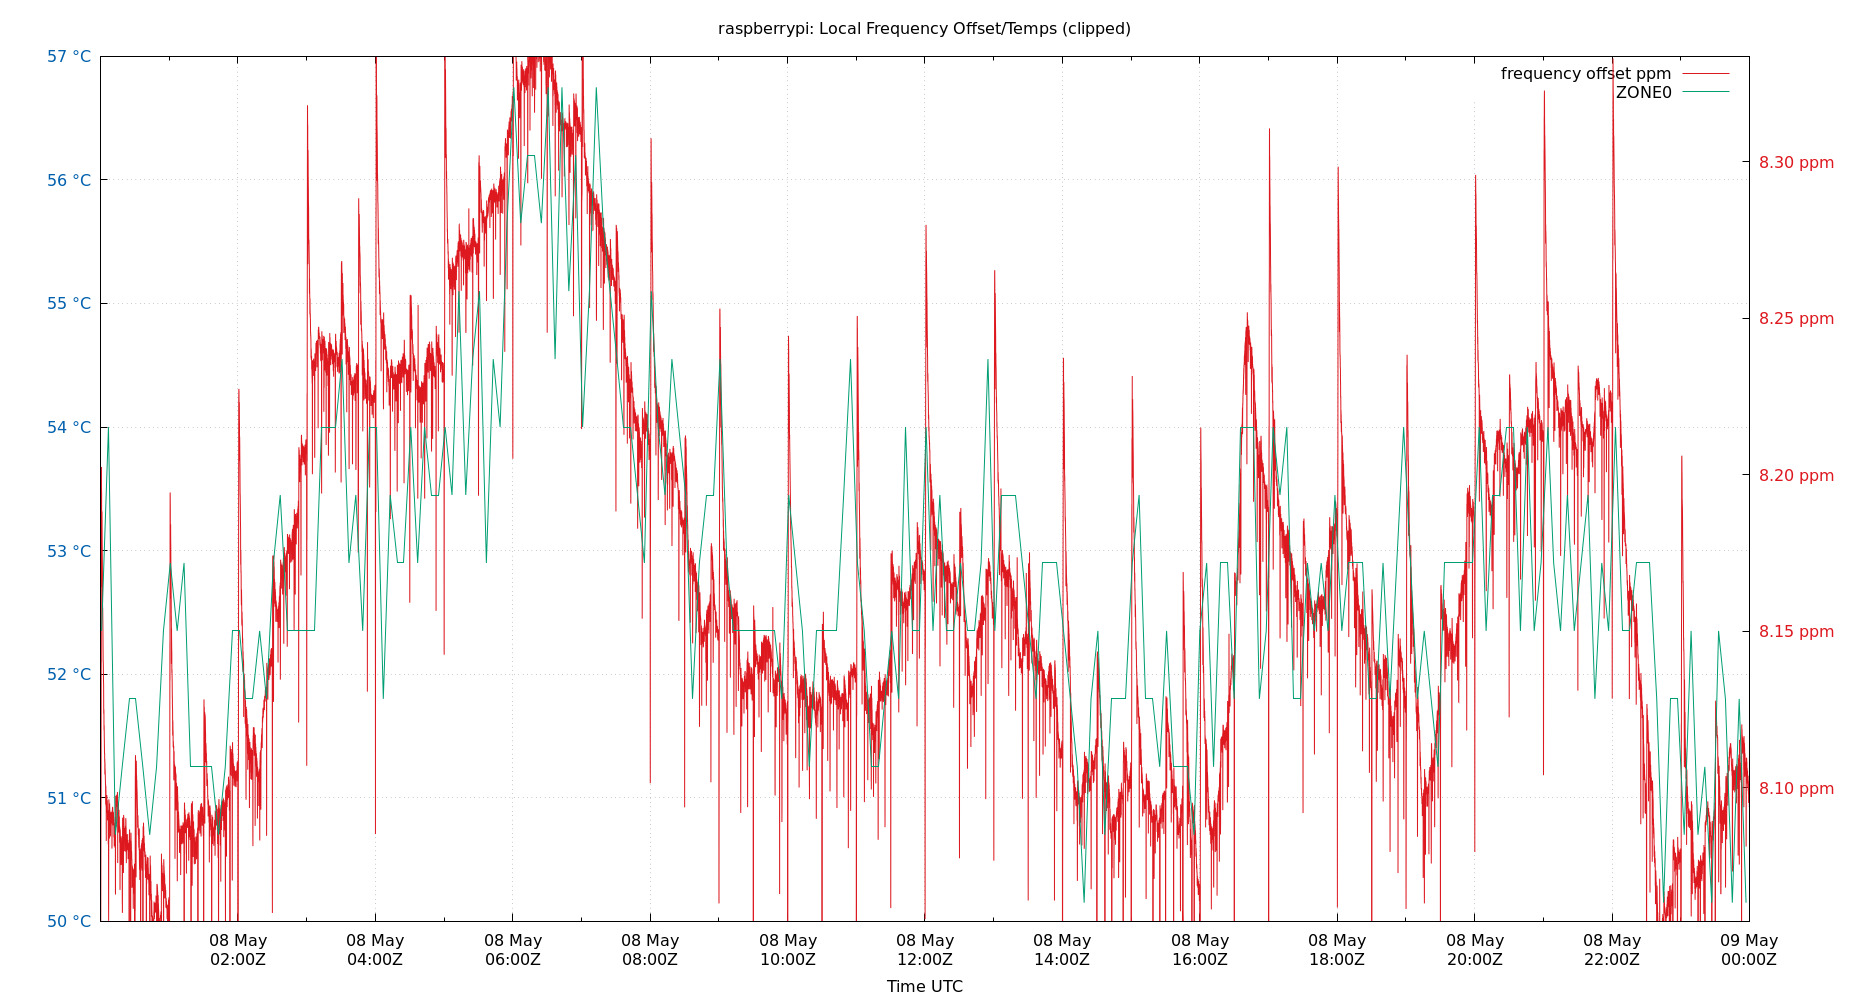 raspberrypi: Local Frequency Offset/Temps (clipped)
57 °C
56 °C
55 °C
54 °C
53 °C
52 °C
51 °C
50 °C
frequency offset ppm
ZONE0
8.30 ppm
8.25 ppm
8.20 ppm
8.15 ppm
8.10 ppm
08 May
02:00Z
08 May
04:00Z
08 May
06:00Z
08 May
08:00Z
08 May
10:00Z
08 May
12:00Z
08 May
14:00Z
08 May
16:00Z
08 May
18:00Z
08 May
20:00Z
08 May
22:00Z
09 May
00:00Z
Time UTC